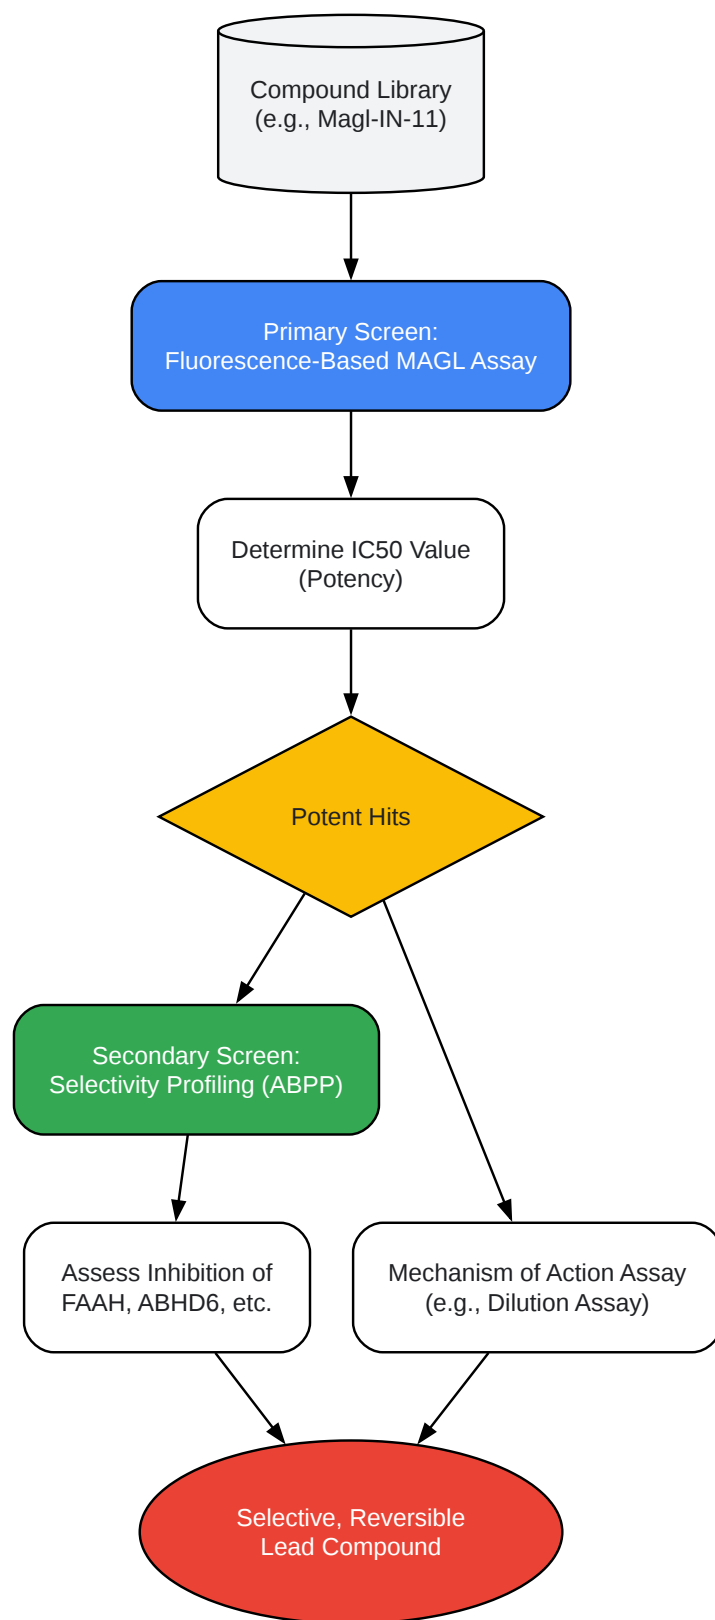 Compound Library
(e.g., Magl-IN-11)
Primary Screen:
Fluorescence-Based MAGL Assay
Determine IC50 Value
(Potency)
Potent Hits
Secondary Screen:
Selectivity Profiling (ABPP)
Assess Inhibition of
FAAH, ABHD6, etc.
Mechanism of Action Assay
(e.g., Dilution Assay)
Selective, Reversible
Lead Compound